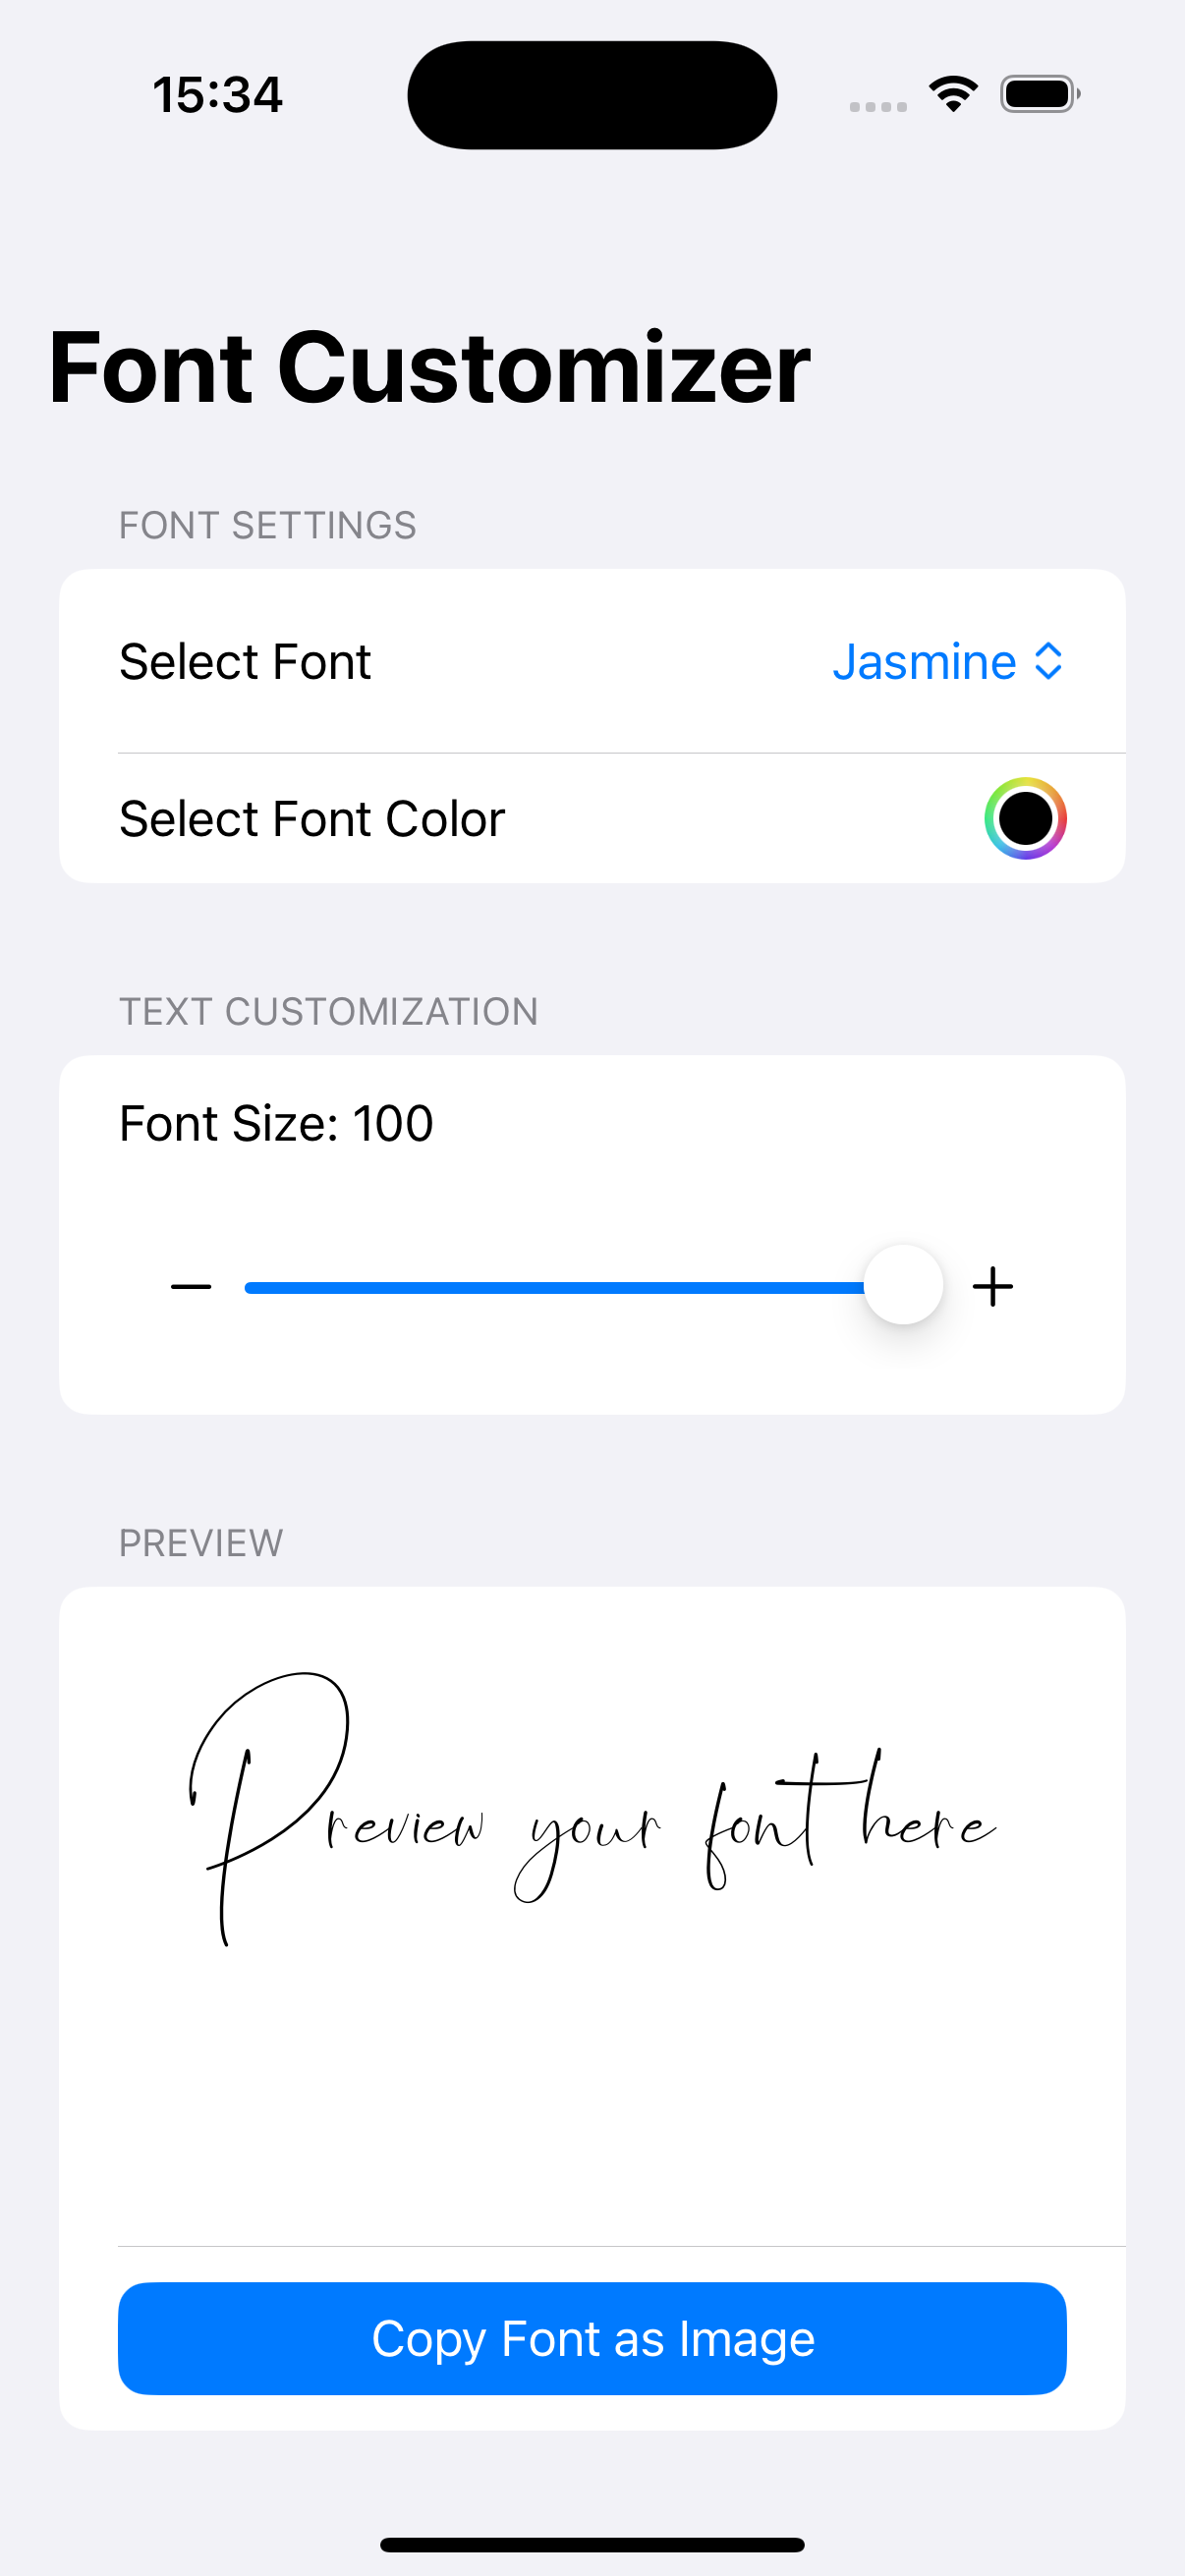 15:34
Font Customizer
FONT SETTINGS
Select Font
Jasmine
Select Font Color
TEXT CUSTOMIZATION
Font Size: 100
PREVIEW
Preview your font here
Copy Font as Image